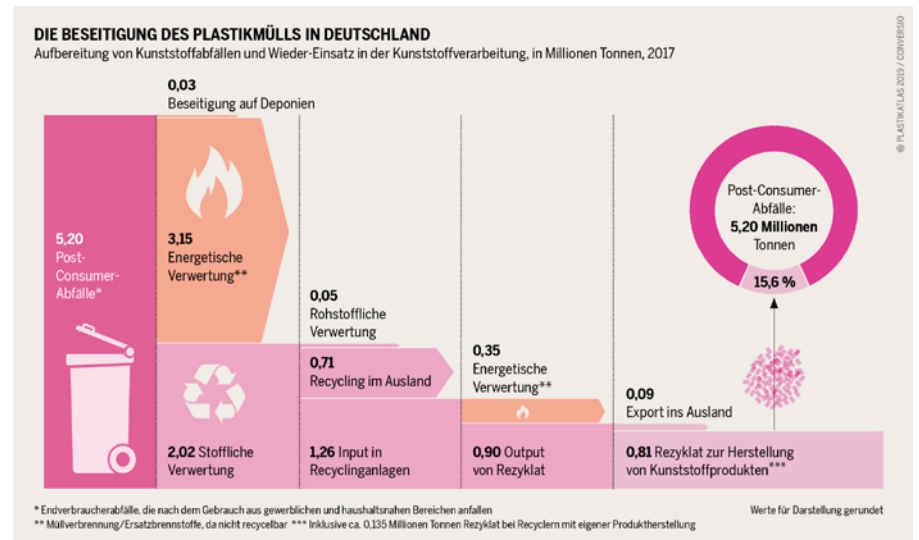 DIE BESEITIGUNG DES PLASTIKMÜLLS IN DEUTSCHLAND
Aufbereitung von Kunststoffabfällen und Wieder-Einsatz in der Kunststoffverarbeitung, in Millionen Tonnen, 2017
0,03
Beseitigung auf Deponien
5,20
Post-
Consumer-
Abfälle*
3,15
Energetische
Verwertung**
2,02 Stoffliche
Verwertung
0,05
Rohstoffliche
Verwertung
0,71
Recycling im Ausland
1,26 Input in
Recyclinganlagen
0,35
Energetische
Verwertung**
0,90 Output
von Rezyklat
0,09
Export ins Ausland
0,81 Rezyklat zur Herstellung
von Kunststoffprodukten***
Post-Consumer-
Abfälle:
5,20 Millionen
Tonnen
15,6 %
* Endverbraucherabfälle, die nach dem Gebrauch aus gewerblichen und haushaltsnahen Bereichen anfallen
** Müllverbrennung/Ersatzbrennstoffe, da nicht recycelbar *** Inklusive ca. 0,135 Millionen Tonnen Rezyklat bei Recyclern mit eigener Produktherstellung
Werte für Darstellung gerundet
PLASTIKATLAS 2019 / CONVERSIO